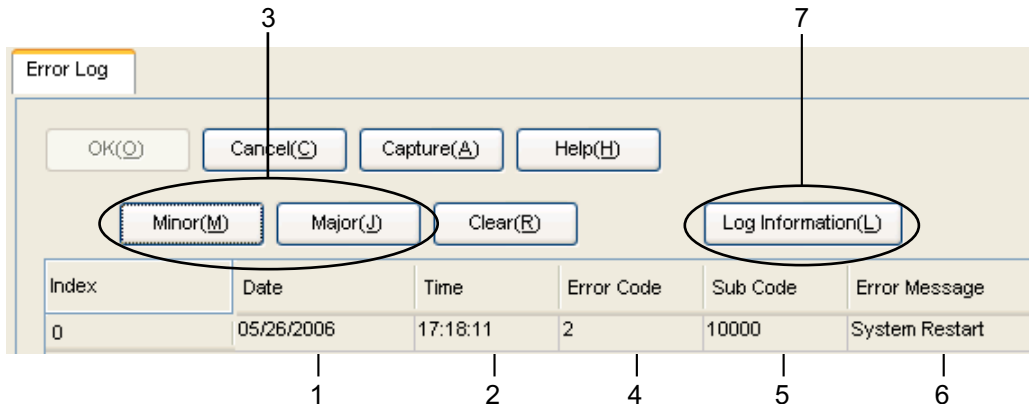 3 7
Error Log
OK(O) Cancel(C) Capture(A) Help(H)
Minor(M) Major(J) Clear(R) Log Information(L)
Index Date Time Error Code Sub Code Error Message
0 05/26/2006 17:18:11 2 10000 System Restart
1 2 4 5 6